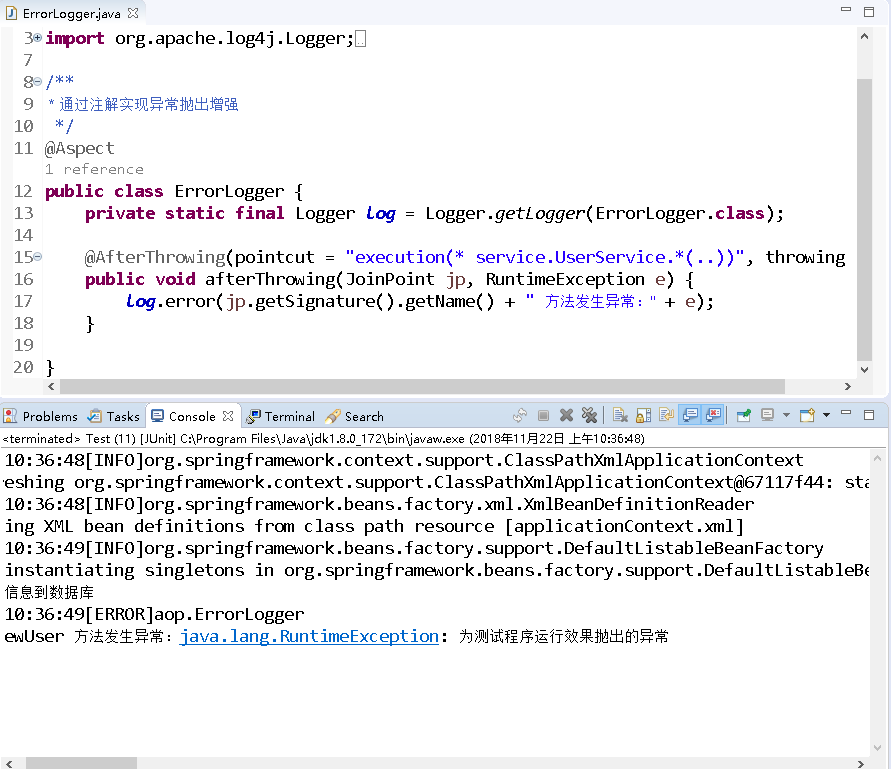 ErrorLogger.java
3 import org.apache.log4j.Logger;
7
8 /**
9 * 通过注解实现异常抛出增强
10 */
11 @Aspect
1 reference
12 public class ErrorLogger {
13 private static final Logger log = Logger.getLogger(ErrorLogger.class);
14
15 @AfterThrowing(pointcut = "execution(* service.UserService.*(..))", throwing
16 public void afterThrowing(JoinPoint jp, RuntimeException e) {
17 log.error(jp.getSignature().getName() + " 方法发生异常：" + e);
18 }
19
20 }
Problems Tasks Console Terminal Search
<terminated> Test (11) [JUnit] C:\Program Files\Java\jdk1.8.0_172\bin\javaw.exe (2018年11月22日 上午10:36:48)
10:36:48[INFO]org.springframework.context.support.ClassPathXmlApplicationContext
eshing org.springframework.context.support.ClassPathXmlApplicationContext@67117f44: sta
10:36:48[INFO]org.springframework.beans.factory.xml.XmlBeanDefinitionReader
ing XML bean definitions from class path resource [applicationContext.xml]
10:36:49[INFO]org.springframework.beans.factory.support.DefaultListableBeanFactory
instantiating singletons in org.springframework.beans.factory.support.DefaultListableBe
信息到数据库
10:36:49[ERROR]aop.ErrorLogger
ewUser 方法发生异常：java.lang.RuntimeException: 为测试程序运行效果抛出的异常